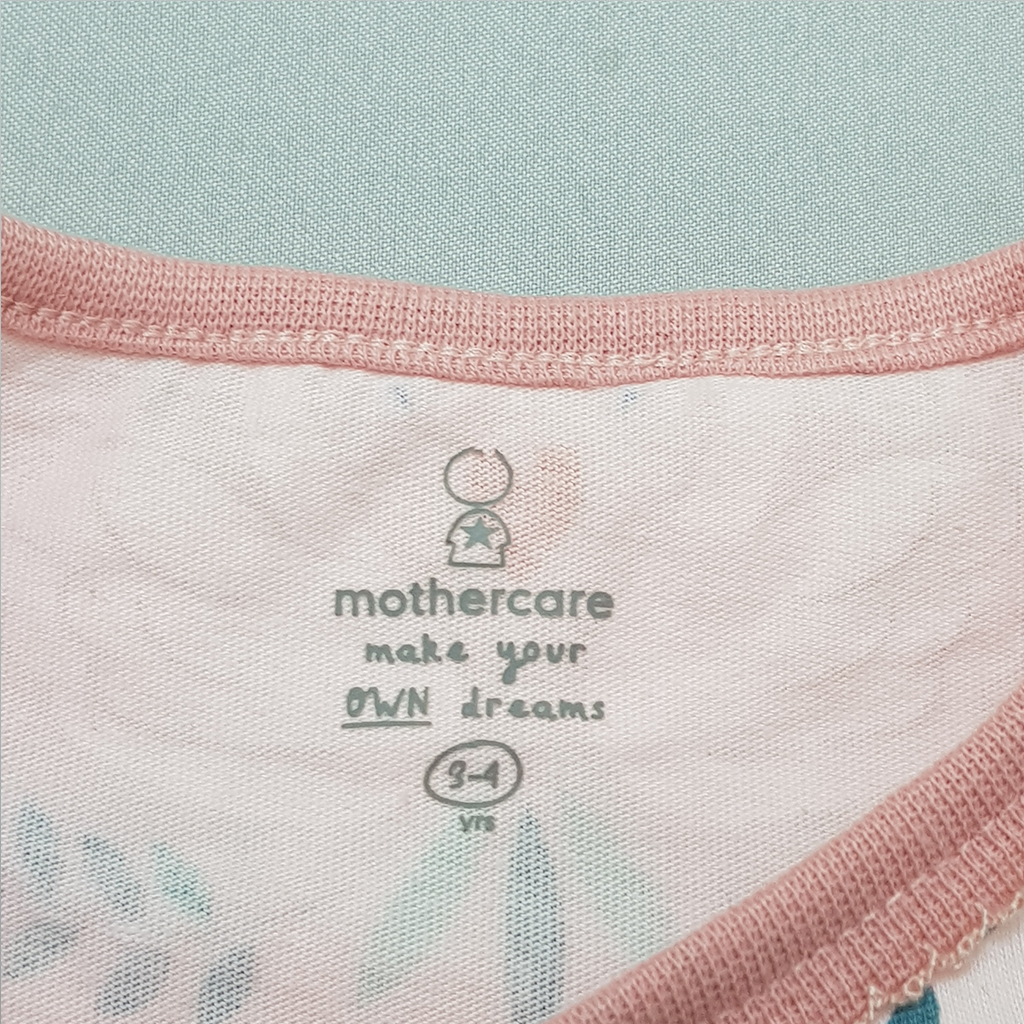 mothercare
make your
OWN dreams
3-4
yrs